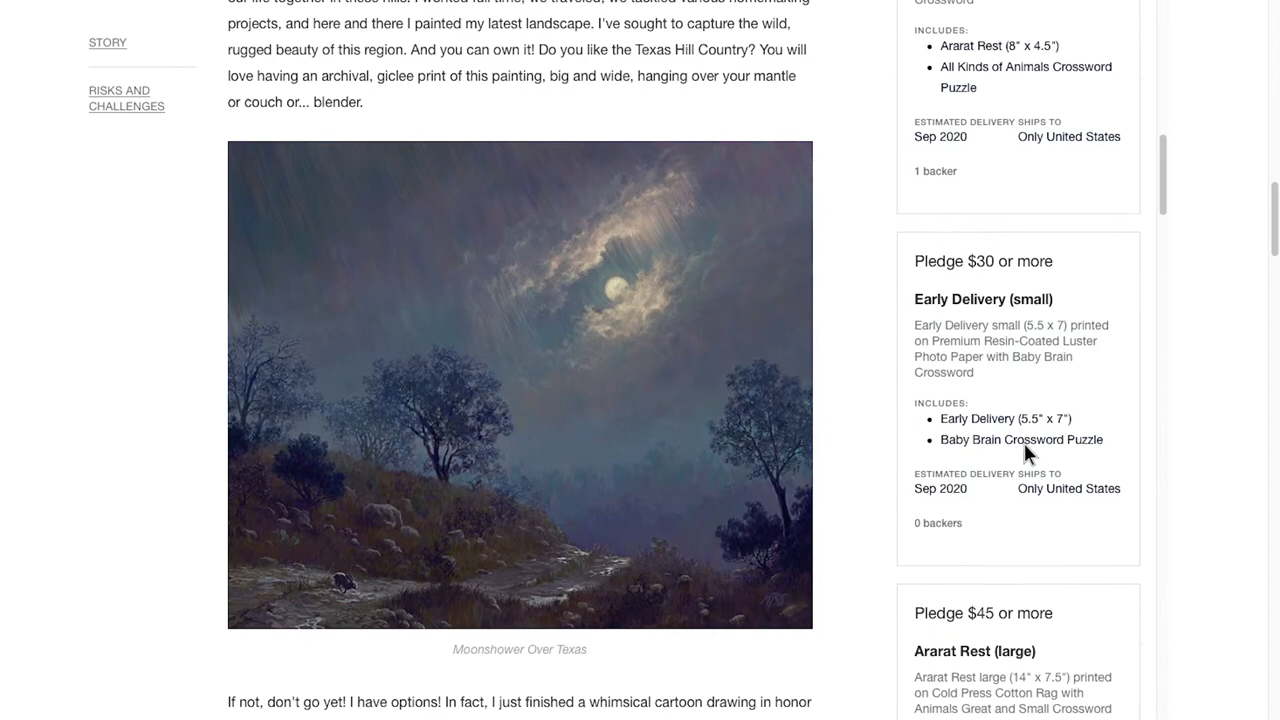 STORY
RISKS AND
CHALLENGES
projects, and here and there I painted my latest landscape. I've sought to capture the wild,
rugged beauty of this region. And you can own it! Do you like the Texas Hill Country? You will
love having an archival, giclee print of this painting, big and wide, hanging over your mantle
or couch or... blender.
Moonshower Over Texas
If not, don't go yet! I have options! In fact, I just finished a whimsical cartoon drawing in honor
Crossword
INCLUDES:
• Ararat Rest (8" x 4.5")
• All Kinds of Animals Crossword
Puzzle
ESTIMATED DELIVERY SHIPS TO
Sep 2020 Only United States
1 backer
Pledge $30 or more
Early Delivery (small)
Early Delivery small (5.5 x 7) printed
on Premium Resin-Coated Luster
Photo Paper with Baby Brain
Crossword
INCLUDES:
• Early Delivery (5.5" x 7")
• Baby Brain Crossword Puzzle
ESTIMATED DELIVERY SHIPS TO
Sep 2020 Only United States
0 backers
Pledge $45 or more
Ararat Rest (large)
Ararat Rest large (14" x 7.5") printed
on Cold Press Cotton Rag with
Animals Great and Small Crossword